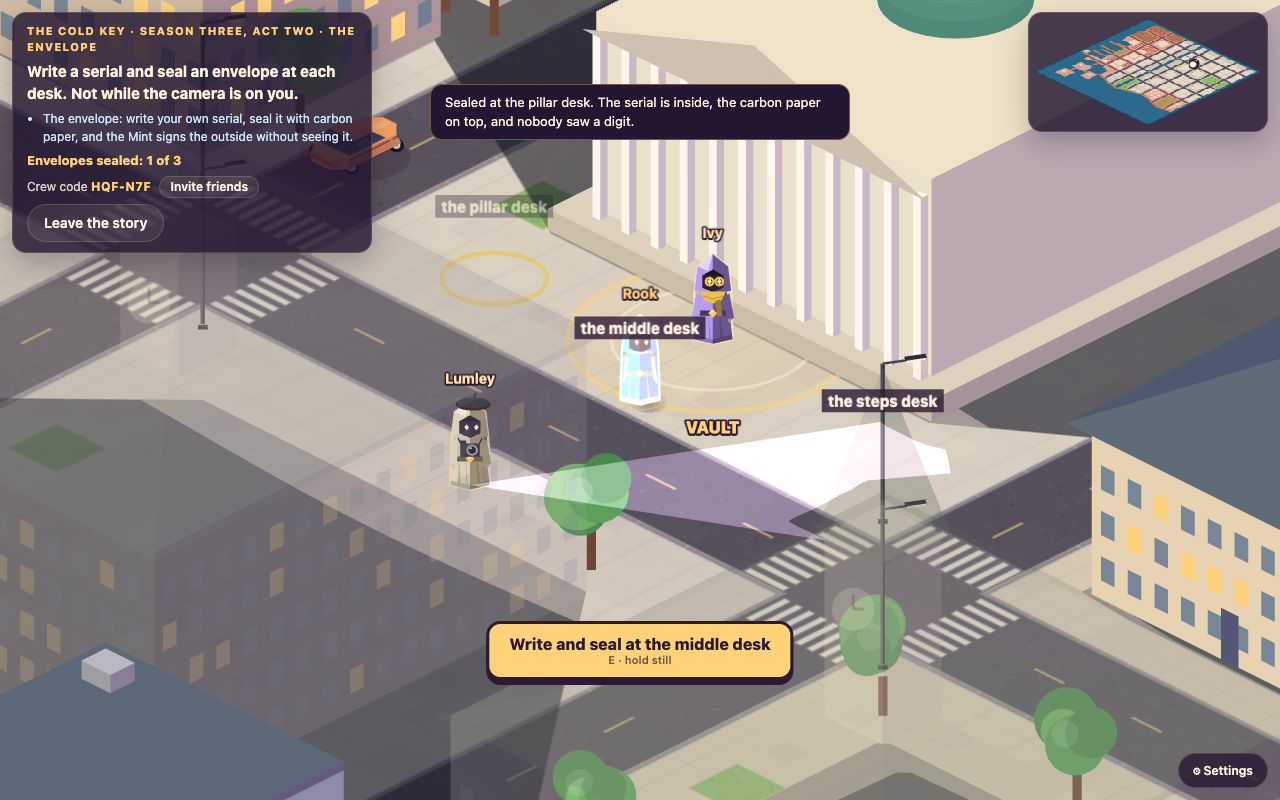 THE COLD KEY · SEASON THREE, ACT TWO · THE
ENVELOPE
Write a serial and seal an envelope at each
desk. Not while the camera is on you.
• The envelope: write your own serial, seal it with carbon
paper, and the Mint signs the outside without seeing it.
Envelopes sealed: 1 of 3
Crew code HQF-N7F
Invite friends
Leave the story
Sealed at the pillar desk. The serial is inside, the carbon paper
on top, and nobody saw a digit.
the pillar desk
Ivy
Rook
the middle desk
Lumley
the steps desk
VAULT
L
L
Write and seal at the middle desk
E · hold still
⚙ Settings